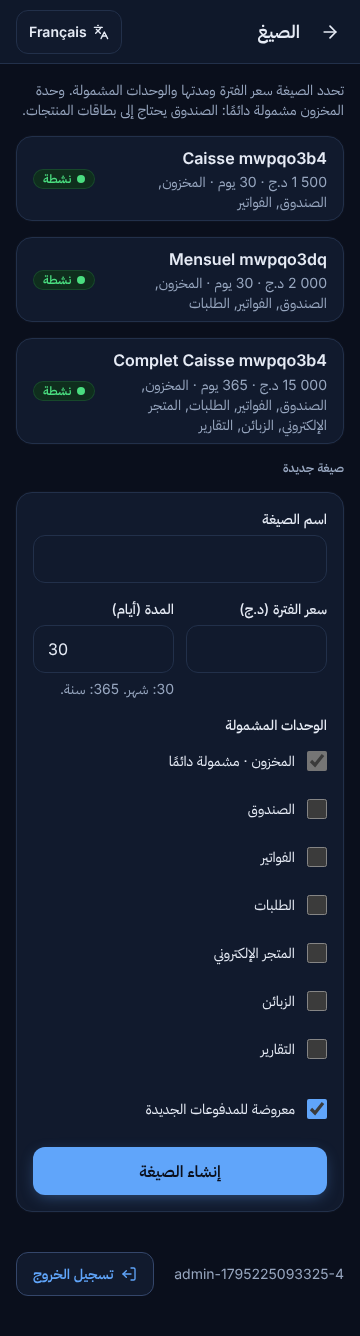 الصيغ
Français
تحدد الصيغة سعر الفترة ومدتها والوحدات المشمولة. وحدة
المخزون مشمولة دائمًا: الصندوق يحتاج إلى بطاقات المنتجات.
Caisse mwpqo3b4
1 500 د.ج · 30 يوم · المخزون,
الصندوق, الفواتير
نشطة
Mensuel mwpqo3dq
2 000 د.ج · 30 يوم · المخزون,
الصندوق, الفواتير, الطلبات
نشطة
Complet Caisse mwpqo3b4
15 000 د.ج · 365 يوم · المخزون,
الصندوق, الفواتير, الطلبات, المتجر
الإلكتروني, الزبائن, التقارير
نشطة
صيغة جديدة
اسم الصيغة
سعر الفترة (د.ج)
المدة (أيام)
30
30: شهر. 365: سنة.
الوحدات المشمولة
المخزون · مشمولة دائمًا
الصندوق
الفواتير
الطلبات
المتجر الإلكتروني
الزبائن
التقارير
معروضة للمدفوعات الجديدة
إنشاء الصيغة
admin-1795225093325-4
تسجيل الخروج